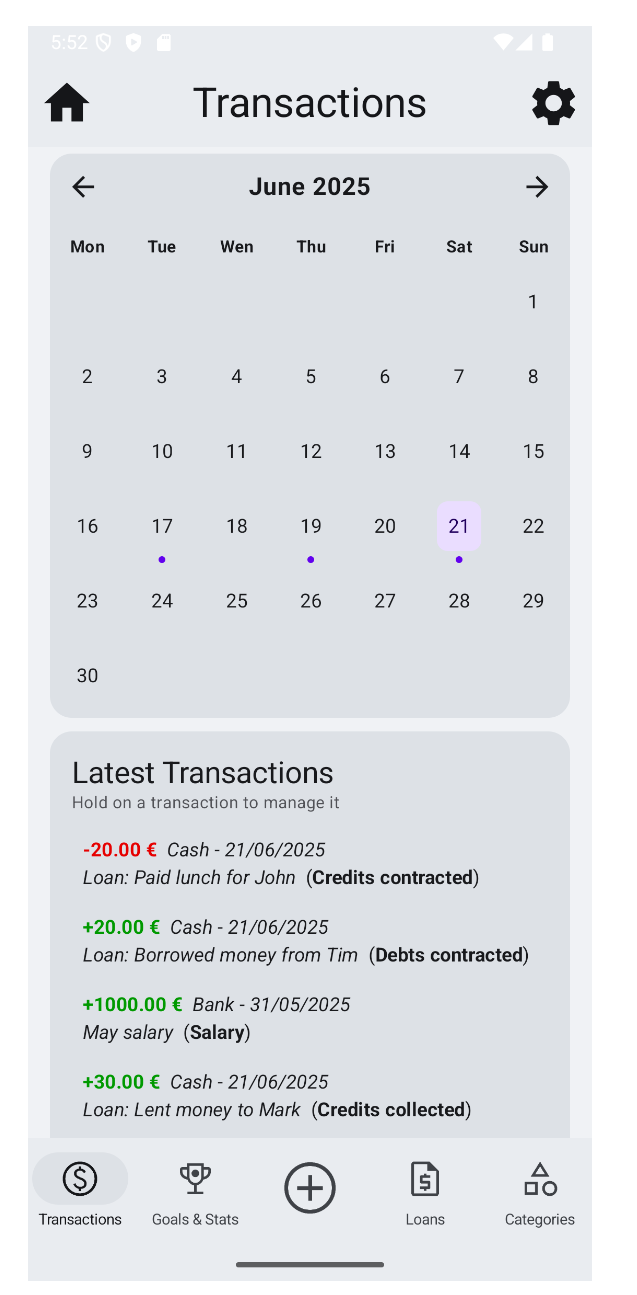 5:52
Transactions
June 2025
Mon Tue Wen Thu Fri Sat Sun
1
2 3 4 5 6 7 8
9 10 11 12 13 14 15
16 17 18 19 20 21 22
23 24 25 26 27 28 29
30
Latest Transactions
Hold on a transaction to manage it
-20.00 € Cash - 21/06/2025
Loan: Paid lunch for John (Credits contracted)
+20.00 € Cash - 21/06/2025
Loan: Borrowed money from Tim (Debts contracted)
+1000.00 € Bank - 31/05/2025
May salary (Salary)
+30.00 € Cash - 21/06/2025
Loan: Lent money to Mark (Credits collected)
Transactions Goals & Stats Loans Categories